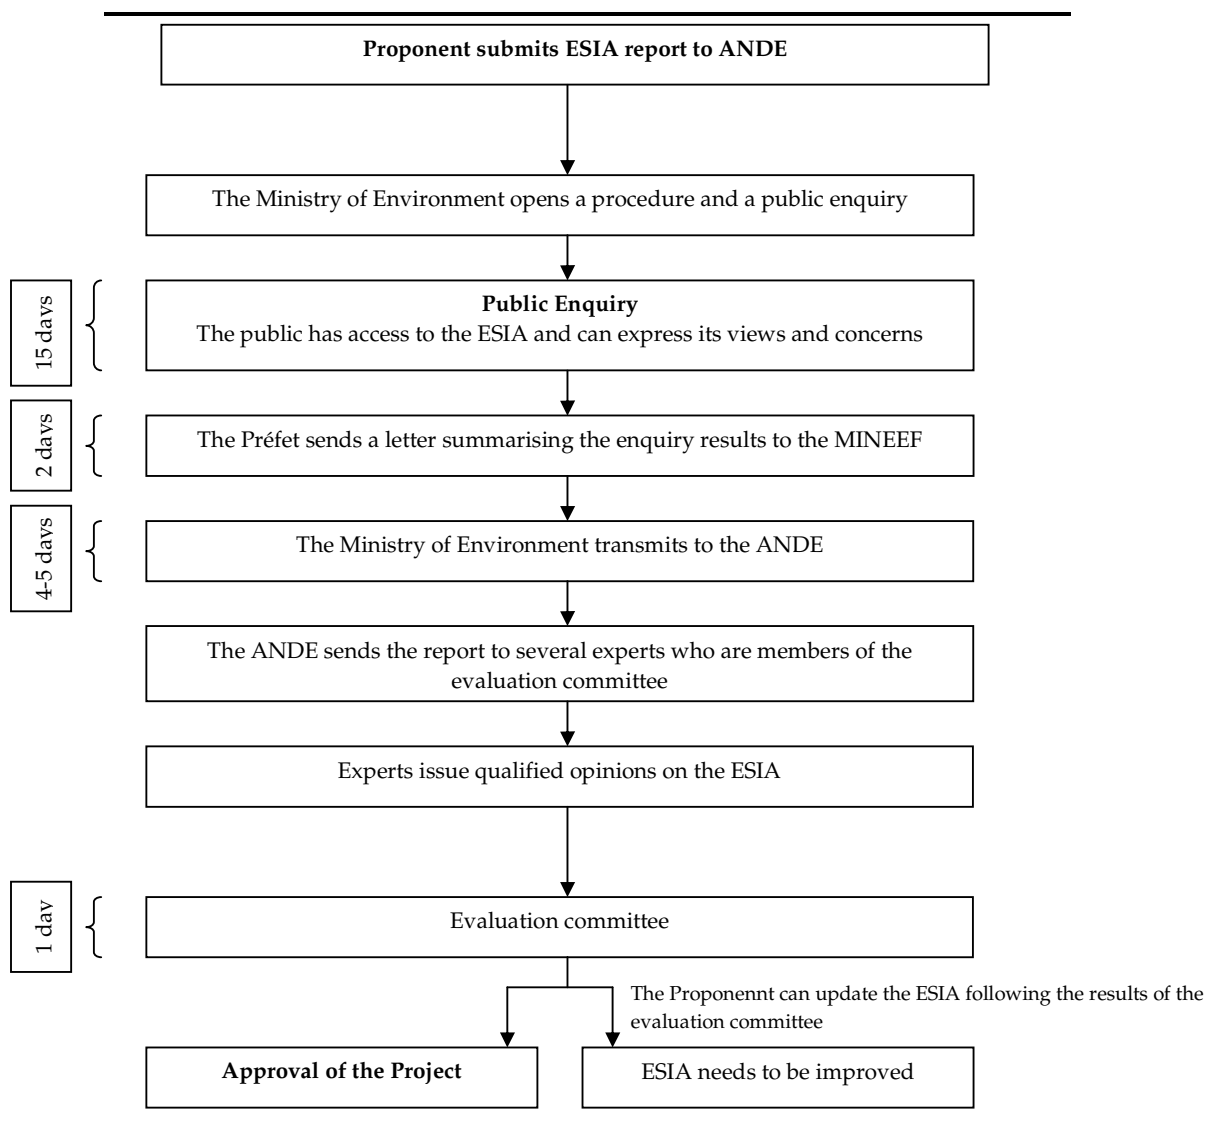 Proponent submits ESIA report to ANDE
The Ministry of Environment opens a procedure and a public enquiry
15 days
Public Enquiry
The public has access to the ESIA and can express its views and concerns
2 days
The Préfet sends a letter summarising the enquiry results to the MINEEF
4-5 days
The Ministry of Environment transmits to the ANDE
The ANDE sends the report to several experts who are members of the
evaluation committee
Experts issue qualified opinions on the ESIA
1 day
Evaluation committee
The Proponennt can update the ESIA following the results of the
evaluation committee
Approval of the Project
ESIA needs to be improved